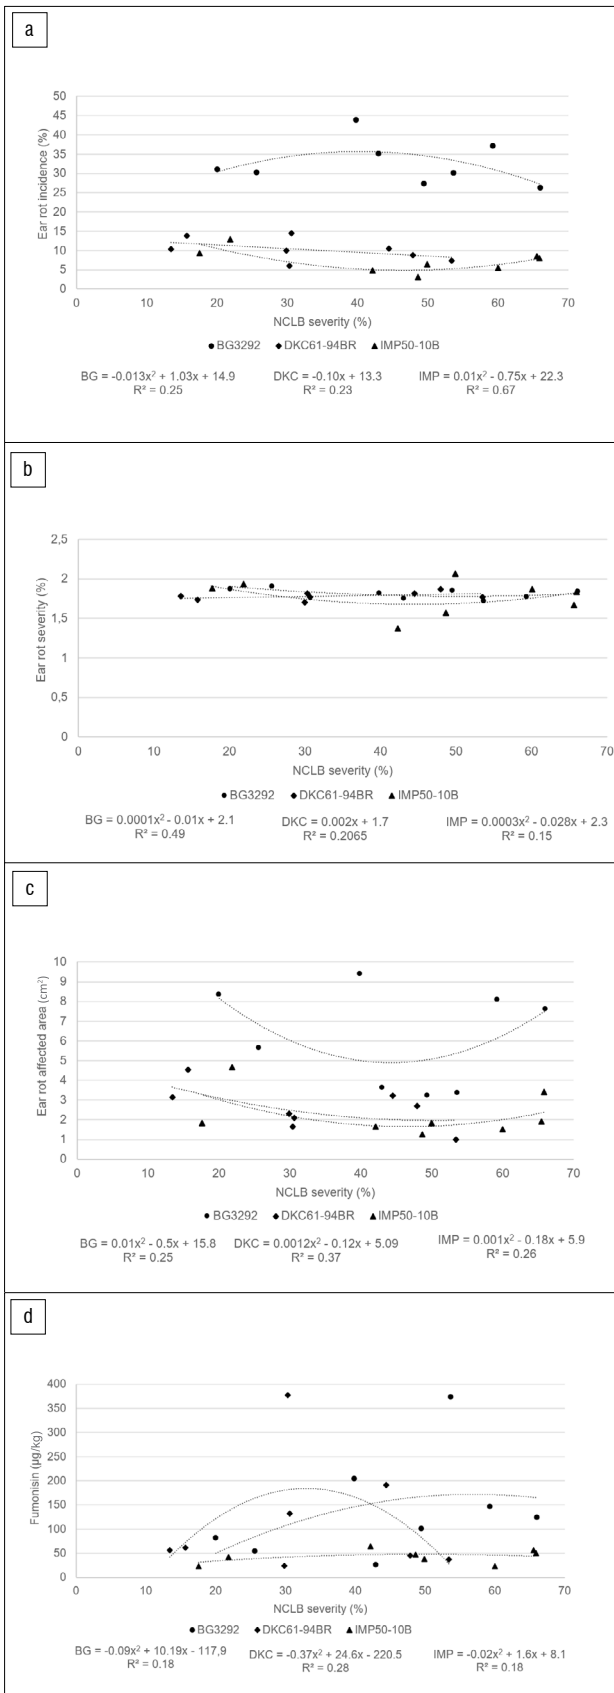 a
Ear rot incidence (%)
50
45
40
35
30
25
20
15
10
5
0
0 10 20 30 40 50 60 70
NCLB severity (%)
● BG3292 ◆ DKC61-94BR ▲ IMP50-10B
BG = -0.013x² + 1.03x + 14.9 DKC = -0.10x + 13.3 IMP = 0.01x² - 0.75x + 22.3
R² = 0.25 R² = 0.23 R² = 0.67
b
Ear rot severity (%)
2,5
2
1,5
1
0,5
0
0 10 20 30 40 50 60 70
NCLB severity (%)
● BG3292 ◆ DKC61-94BR ▲ IMP50-10B
BG = 0.0001x² - 0.01x + 2.1 DKC = 0.002x + 1.7 IMP = 0.0003x² - 0.028x + 2.3
R² = 0.49 R² = 0.2065 R² = 0.15
c
Ear rot affected area (cm²)
10
9
8
7
6
5
4
3
2
1
0
0 10 20 30 40 50 60 70
NCLB severity (%)
● BG3292 ◆ DKC61-94BR ▲ IMP50-10B
BG = 0.01x² - 0.5x + 15.8 DKC = 0.0012x² - 0.12x + 5.09 IMP = 0.001x² - 0.18x + 5.9
R² = 0.25 R² = 0.37 R² = 0.26
d
Fumonisin (µg/kg)
400
350
300
250
200
150
100
50
0
0 10 20 30 40 50 60 70
NCLB severity (%)
● BG3292 ◆ DKC61-94BR ▲ IMP50-10B
BG = -0.09x² + 10.19x - 117,9 DKC = -0.37x² + 24.6x - 220.5 IMP = -0.02x² + 1.6x + 8.1
R² = 0.18 R² = 0.28 R² = 0.18